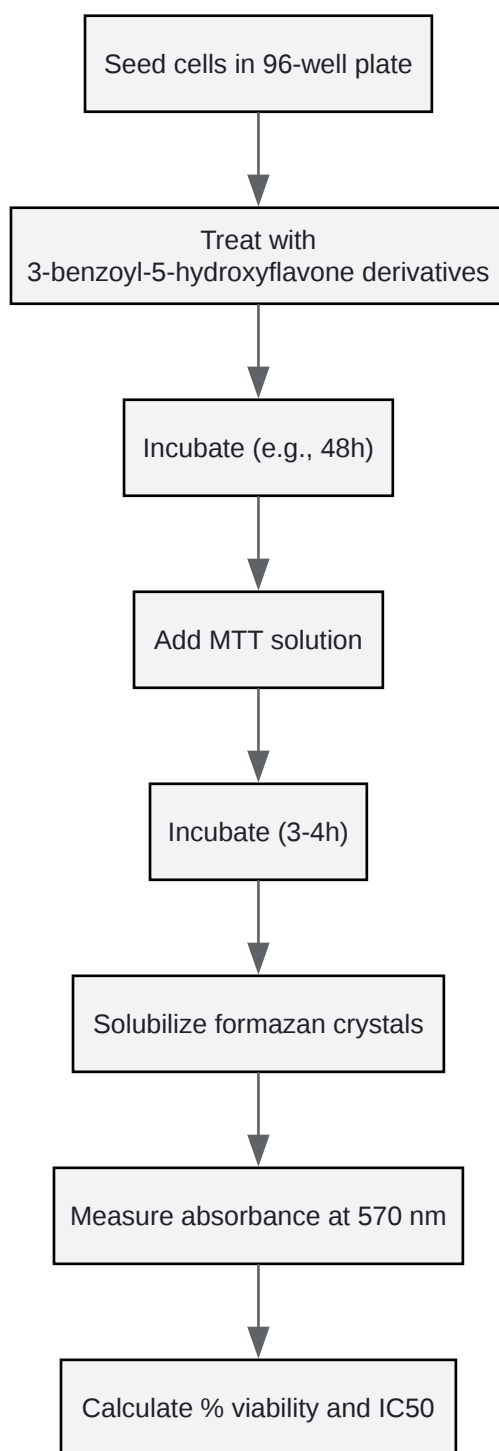 Seed cells in 96-well plate
Treat with
3-benzoyl-5-hydroxyflavone derivatives
Incubate (e.g., 48h)
Add MTT solution
Incubate (3-4h)
Solubilize formazan crystals
Measure absorbance at 570 nm
Calculate % viability and IC50